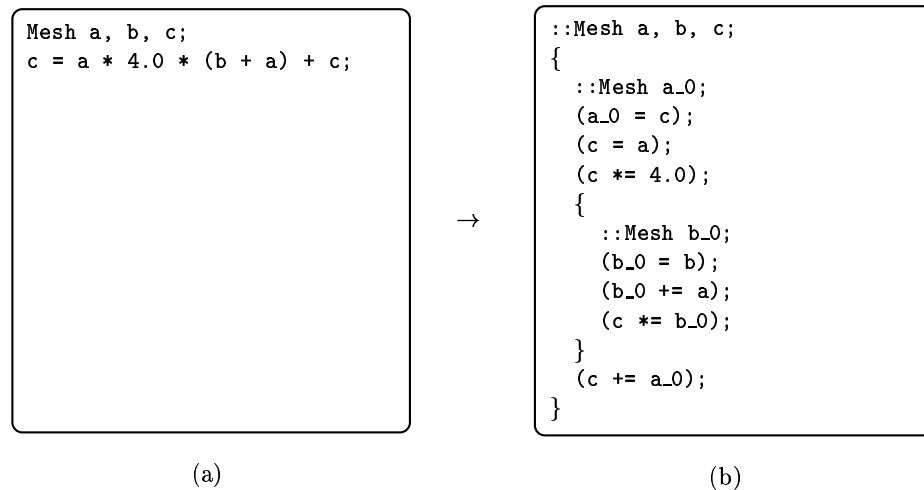 Mesh a, b, c;
c = a * 4.0 * (b + a) + c;
→
::Mesh a, b, c;
{
::Mesh a_0;
(a_0 = c);
(c = a);
(c *= 4.0);
{
::Mesh b_0;
(b_0 = b);
(b_0 += a);
(c *= b_0);
}
(c += a_0);
}
(a)
(b)